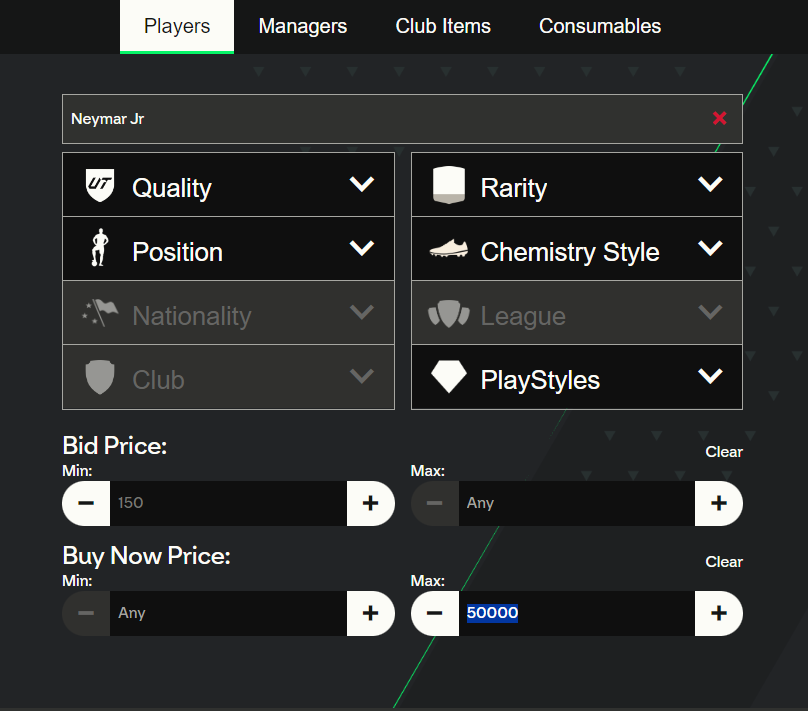 Players Managers Club Items Consumables
Neymar Jr
UT Quality Rarity
Position Chemistry Style
Nationality League
Club PlayStyles
Bid Price: Clear
Min: Max:
150 Any
Buy Now Price: Clear
Min: Max:
Any 50000